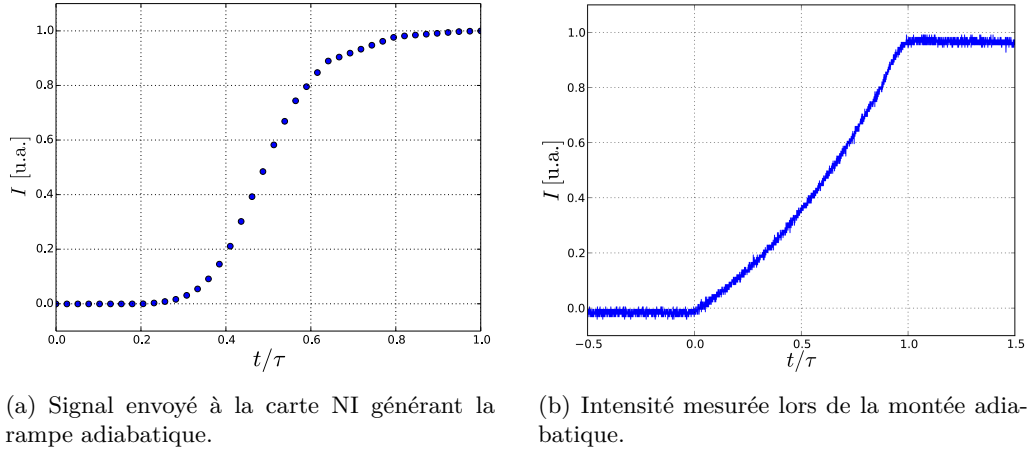 1.0
0.8
0.6
0.4
0.2
0.0
I [u.a.]
0.0 0.2 0.4 0.6 0.8 1.0
t/τ
(a) Signal envoyé à la carte NI générant la
rampe adiabatique.
1.0
0.8
0.6
0.4
0.2
0.0
I [u.a.]
−0.5 0.0 0.5 1.0 1.5
t/τ
(b) Intensité mesurée lors de la montée adia-
batique.